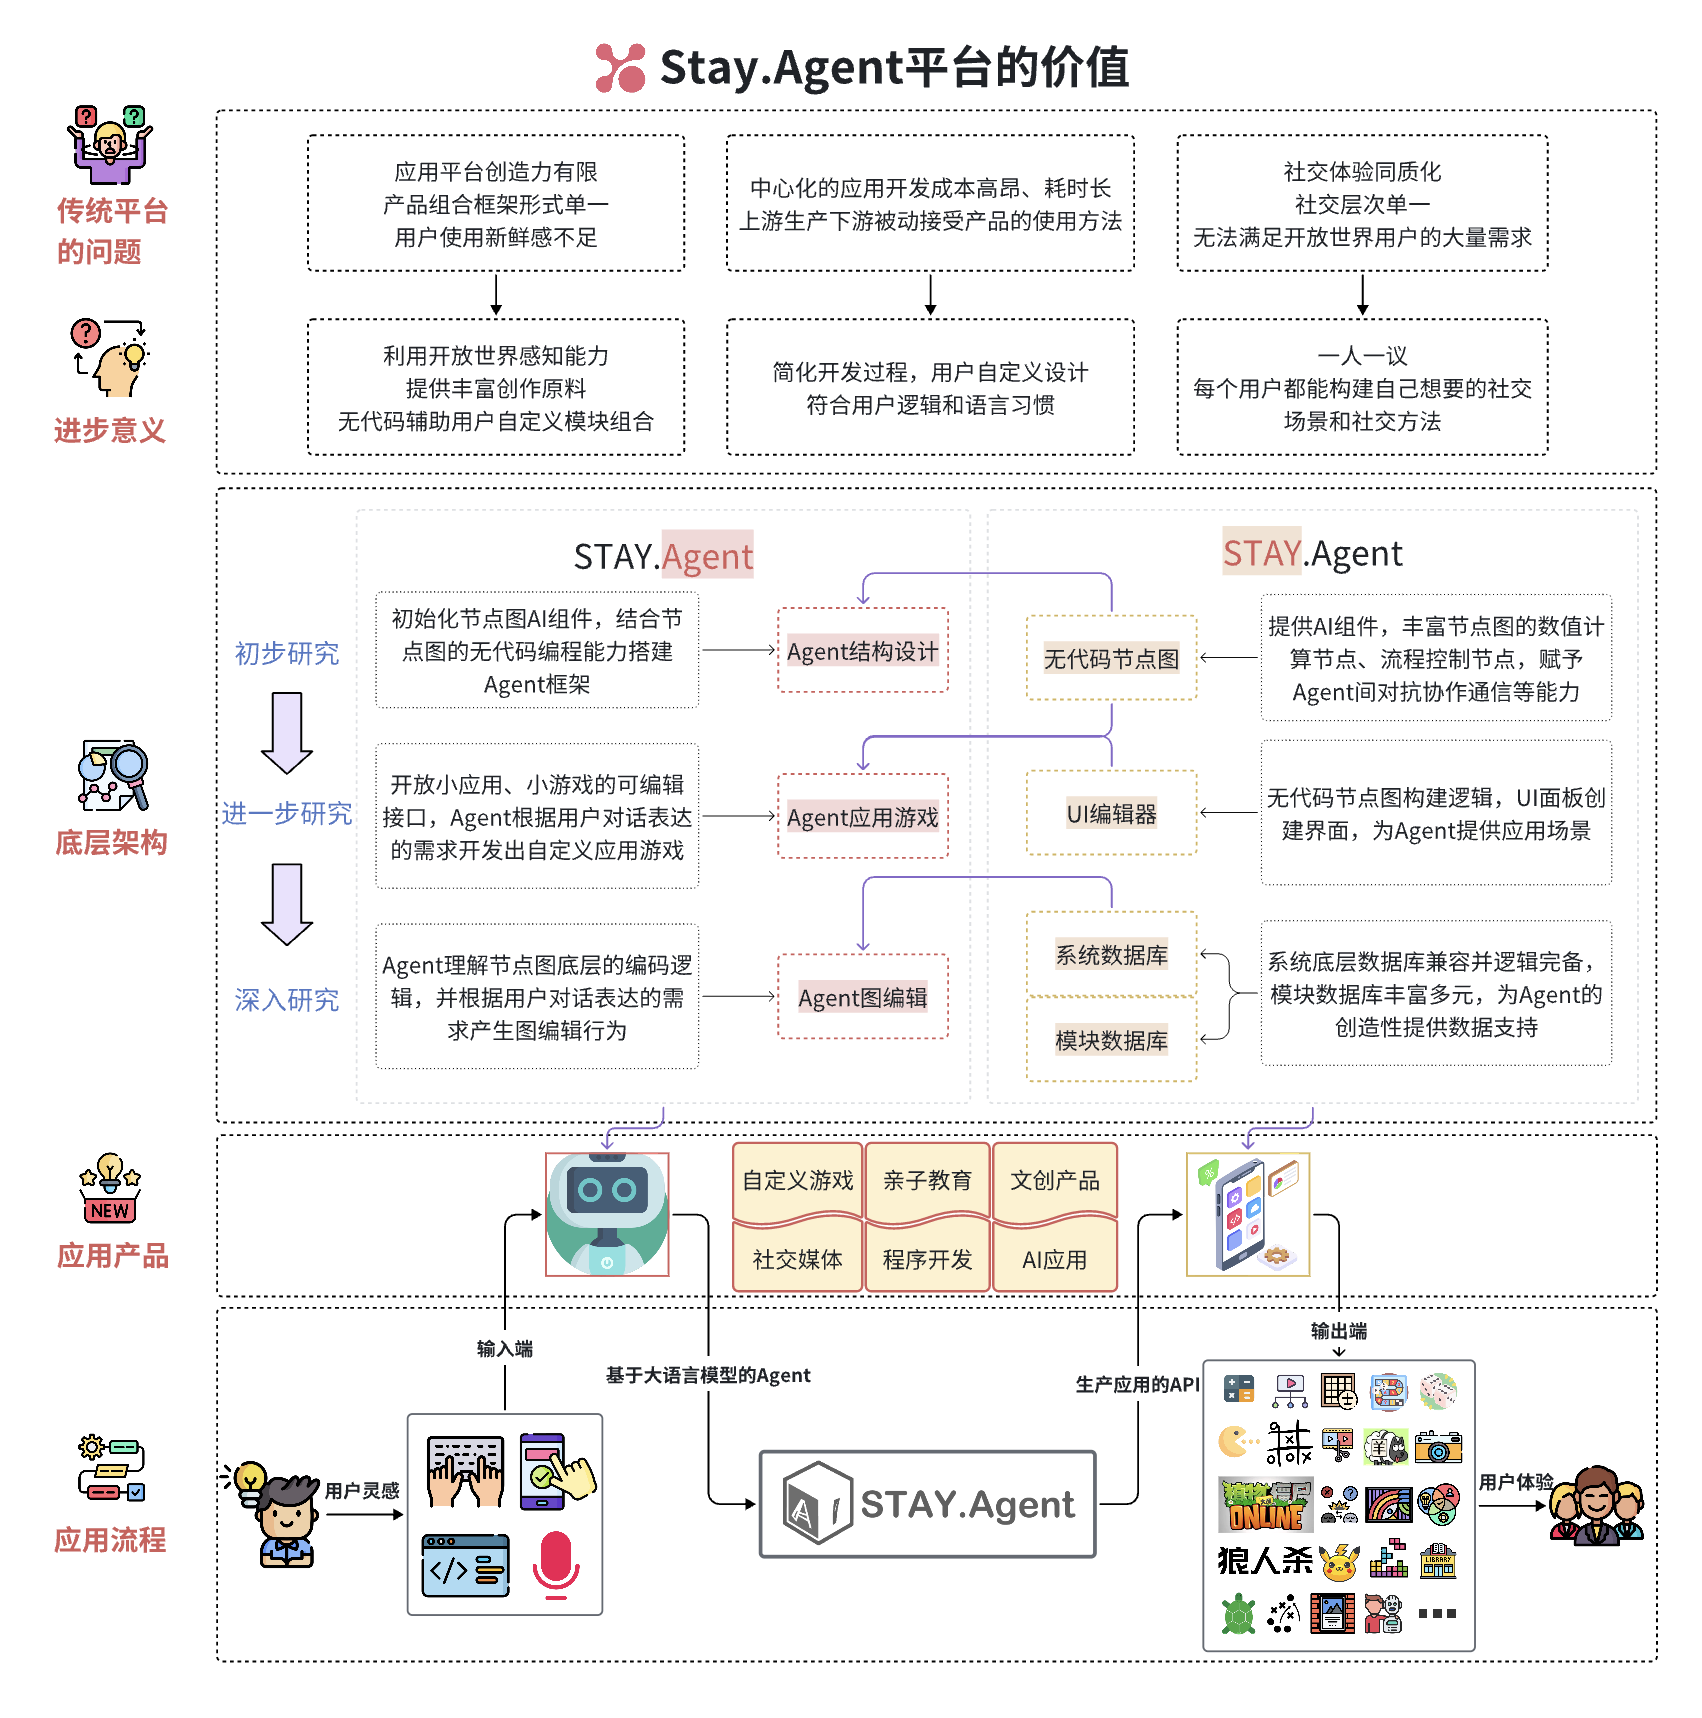 Stay.Agent平台的价值
传统平台
的问题
应用平台创造力有限
产品组合框架形式单一
用户使用新鲜感不足
中心化的应用开发成本高昂、耗时长
上游生产下游被动接受产品的使用方法
社交体验同质化
社交层次单一
无法满足开放世界用户的大量需求
进步意义
利用开放世界感知能力
提供丰富创作原料
无代码辅助用户自定义模块组合
简化开发过程，用户自定义设计
符合用户逻辑和语言习惯
一人一议
每个用户都能构建自己想要的社交
场景和社交方法
底层架构
初步研究
进一步研究
深入研究
STAY.Agent
初始化节点图AI组件，结合节
点图的无代码编程能力搭建
Agent框架
Agent结构设计
开放小应用、小游戏的可编辑
接口，Agent根据用户对话表达
的需求开发出自定义应用游戏
Agent应用游戏
Agent理解节点图底层的编码逻
辑，并根据用户对话表达的需
求产生图编辑行为
Agent图编辑
STAY.Agent
无代码节点图
提供AI组件，丰富节点图的数值计
算节点、流程控制节点，赋予
Agent间对抗协作通信等能力
UI编辑器
无代码节点图构建逻辑，UI面板创
建界面，为Agent提供应用场景
系统数据库
模块数据库
系统底层数据库兼容并逻辑完备，
模块数据库丰富多元，为Agent的
创造性提供数据支持
NEW
应用产品
自定义游戏
亲子教育
文创产品
社交媒体
程序开发
AI应用
应用流程
用户灵感
输入端
基于大语言模型的Agent
AI
STAY.Agent
生产应用的API
输出端
ONLINE
狼人杀
LIBRARY
用户体验